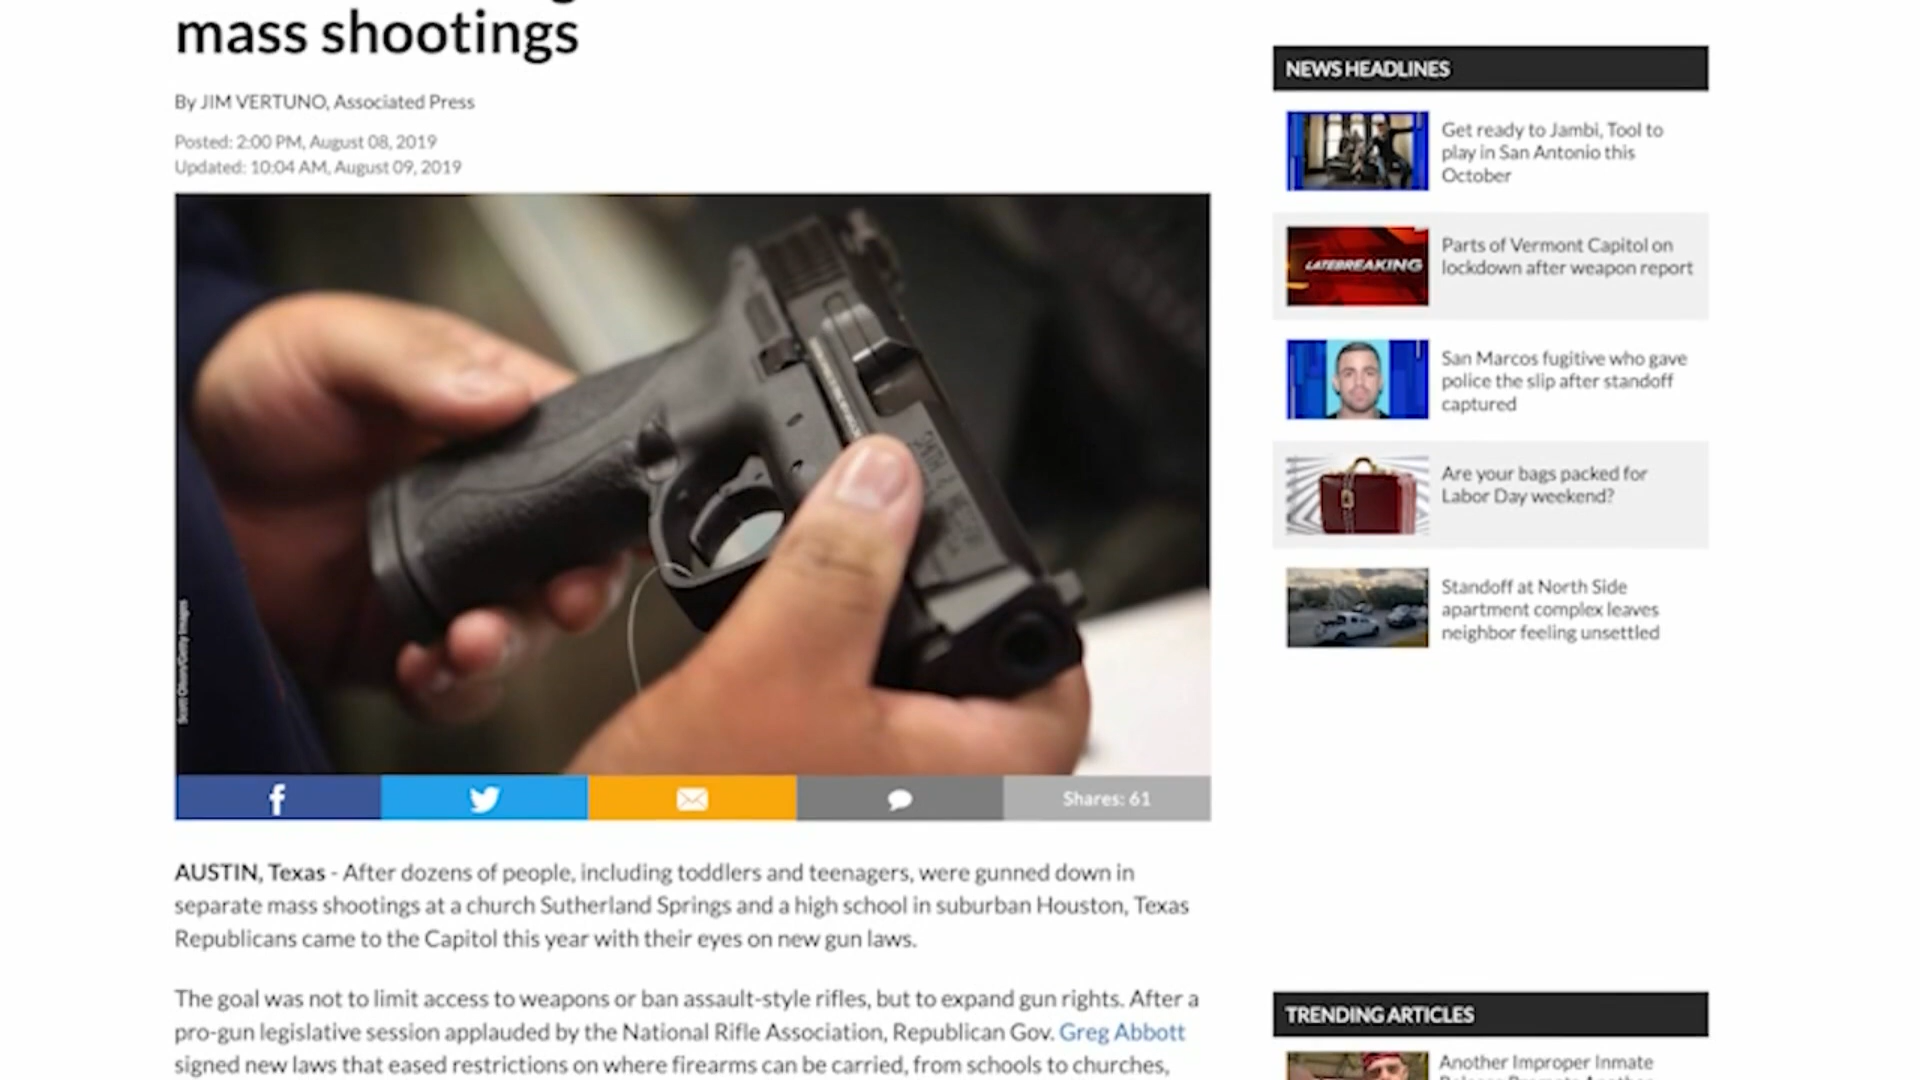 mass shootings
By JIM VERTUNO, Associated Press
Posted: 2:00 PM, August 08, 2019
Updated: 10:04 AM, August 09, 2019
Scott Olson/Getty Images
SMITH & WESSON
f
Shares: 61
AUSTIN, Texas - After dozens of people, including toddlers and teenagers, were gunned down in
separate mass shootings at a church Sutherland Springs and a high school in suburban Houston, Texas
Republicans came to the Capitol this year with their eyes on new gun laws.
The goal was not to limit access to weapons or ban assault-style rifles, but to expand gun rights. After a
pro-gun legislative session applauded by the National Rifle Association, Republican Gov. Greg Abbott
signed new laws that eased restrictions on where firearms can be carried, from schools to churches,
NEWS HEADLINES
Get ready to Jambi, Tool to
play in San Antonio this
October
LATEBREAKING
Parts of Vermont Capitol on
lockdown after weapon report
San Marcos fugitive who gave
police the slip after standoff
captured
Are your bags packed for
Labor Day weekend?
Standoff at North Side
apartment complex leaves
neighbor feeling unsettled
TRENDING ARTICLES
Another Improper Inmate